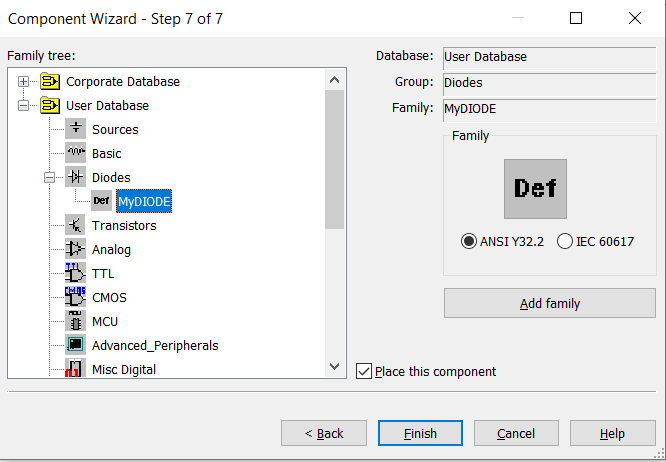 Component Wizard - Step 7 of 7
Family tree:
Corporate Database
User Database
Sources
Basic
Diodes
Def MyDIODE
Transistors
Analog
TTL
CMOS
MCU
Advanced_Peripherals
Misc Digital
Database: User Database
Group: Diodes
Family: MyDIODE
Family
Def
ANSI Y32.2 IEC 60617
Add family
Place this component
< Back Finish Cancel Help